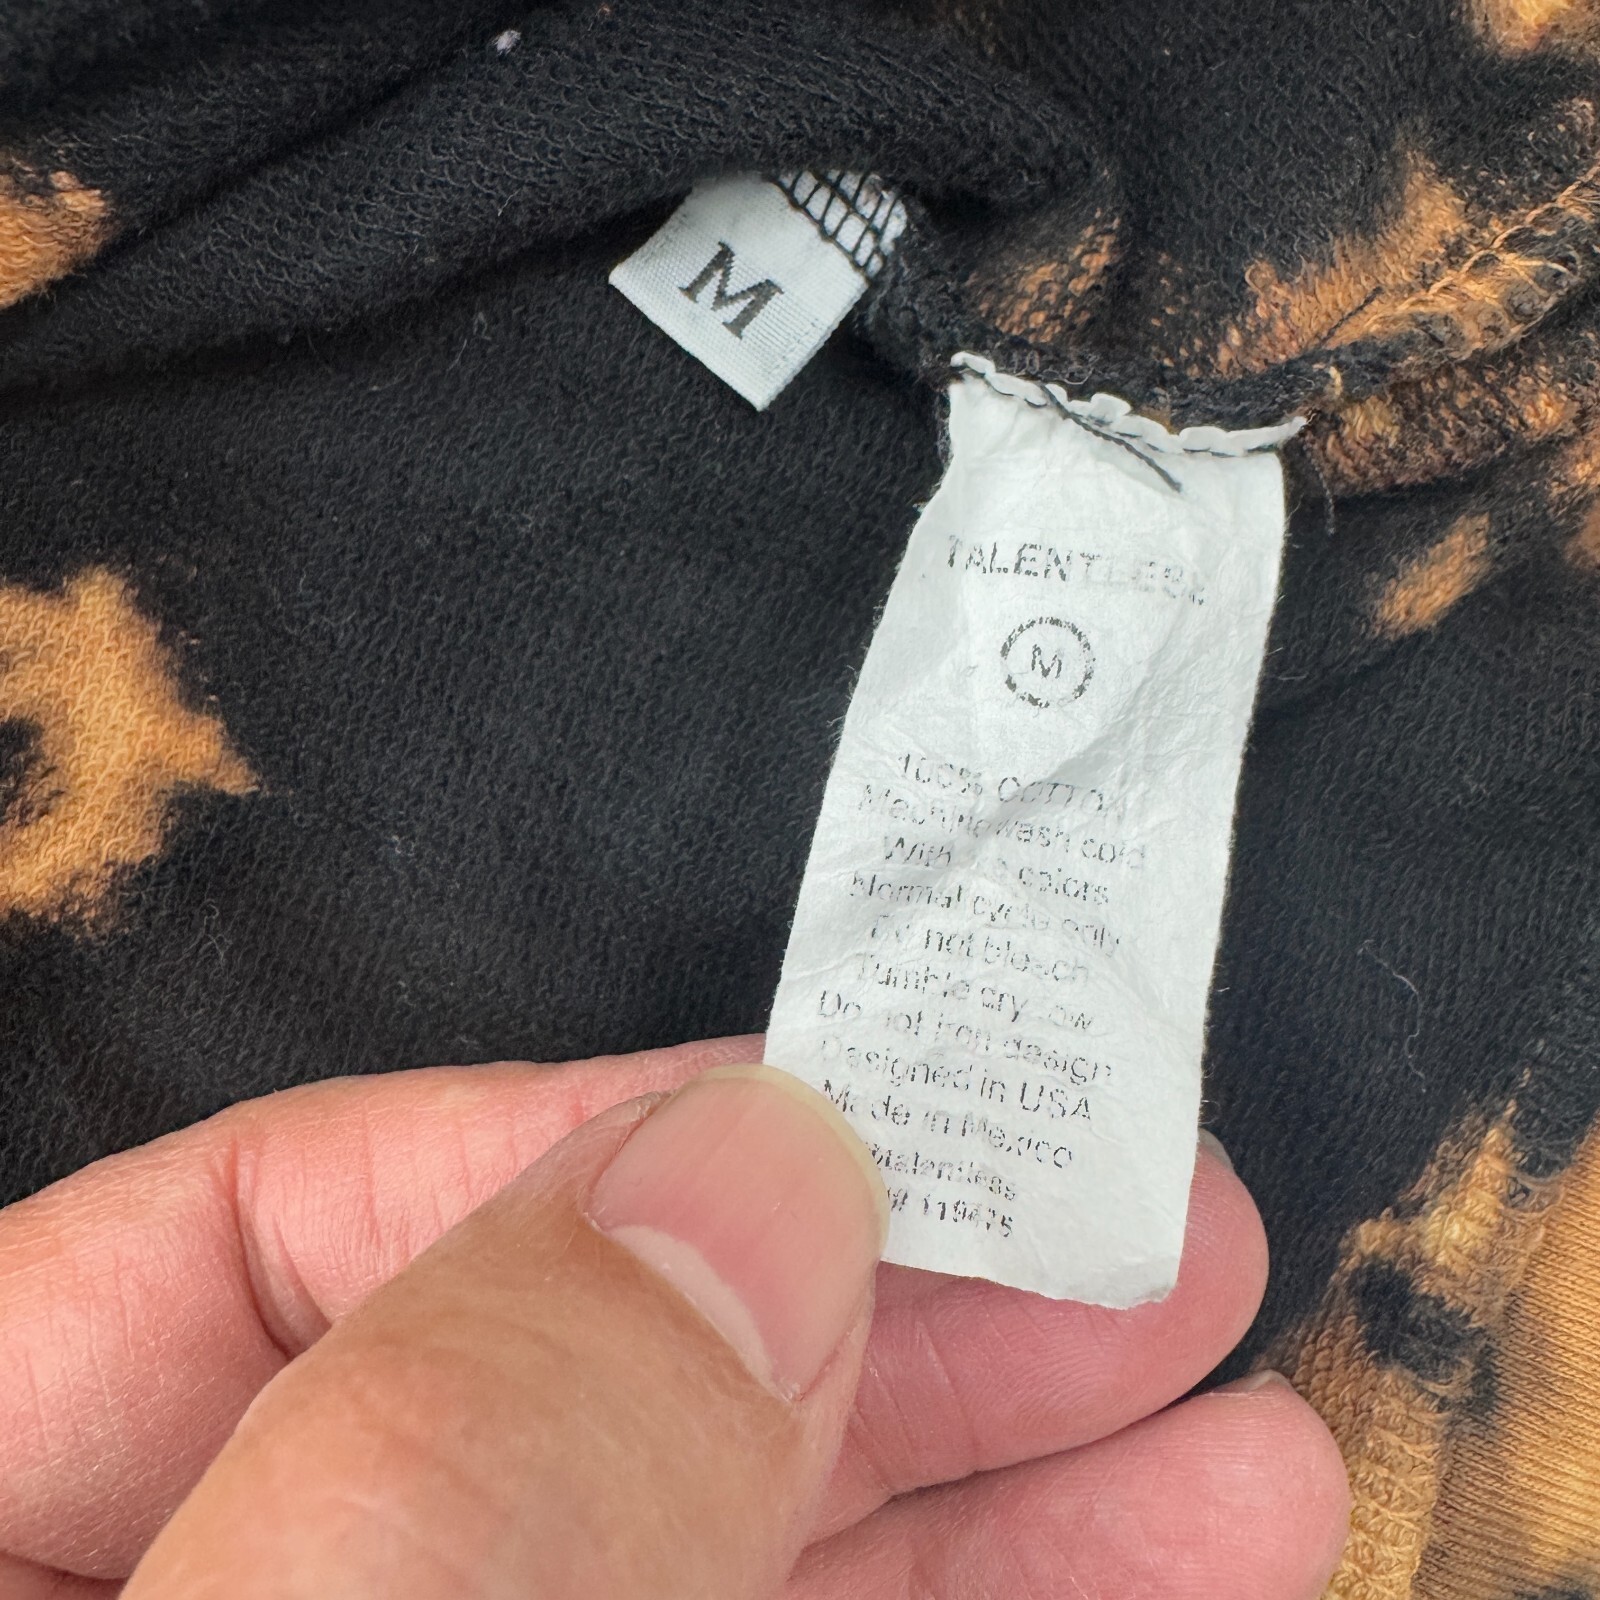 M
TALENTLESS
M
100% COTTON
Machine wash cold
With colors
Normal cycle only
Do not bleach
Tumble dry low
Do not iron design
Designed in USA
Made in Mexico
talentless